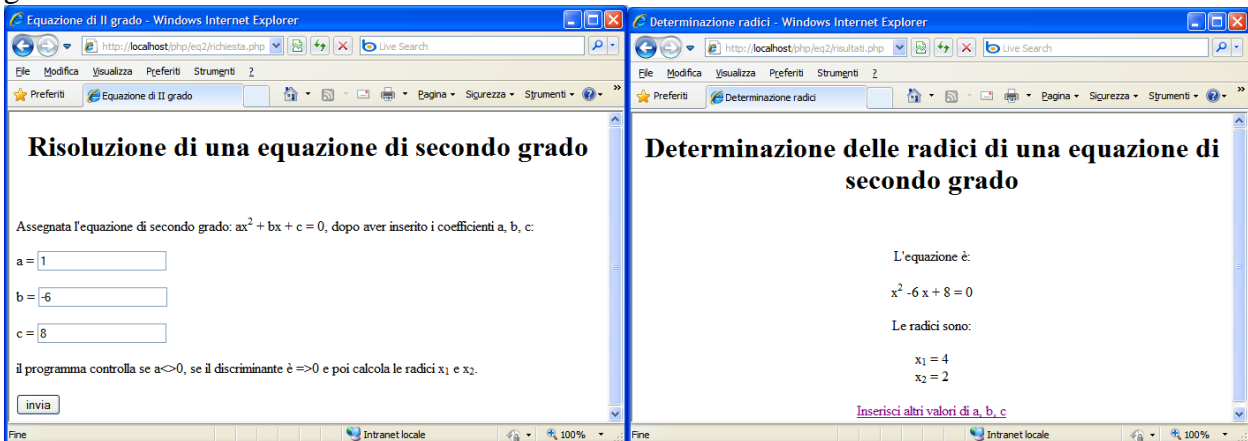 Equazione di II grado - Windows Internet Explorer
http://localhost/php/eq2/richiesta.php
Live Search
File Modifica Visualizza Preferiti Strumenti ?
Preferiti Equazione di II grado Pagina Sicurezza Strumenti »
Risoluzione di una equazione di secondo grado
Assegnata l'equazione di secondo grado: ax² + bx + c = 0, dopo aver inserito i coefficienti a, b, c:
a = 1
b = -6
c = 8
il programma controlla se a<>0, se il discriminante è =>0 e poi calcola le radici x₁ e x₂.
invia
Fine Intranet locale 100%
Determinazione radici - Windows Internet Explorer
http://localhost/php/eq2/risultati.php
Live Search
File Modifica Visualizza Preferiti Strumenti ?
Preferiti Determinazione radici Pagina Sicurezza Strumenti »
Determinazione delle radici di una equazione di
secondo grado
L'equazione è:
x² -6 x + 8 = 0
Le radici sono:
x₁ = 4
x₂ = 2
Inserisci altri valori di a, b, c
Fine Intranet locale 100%